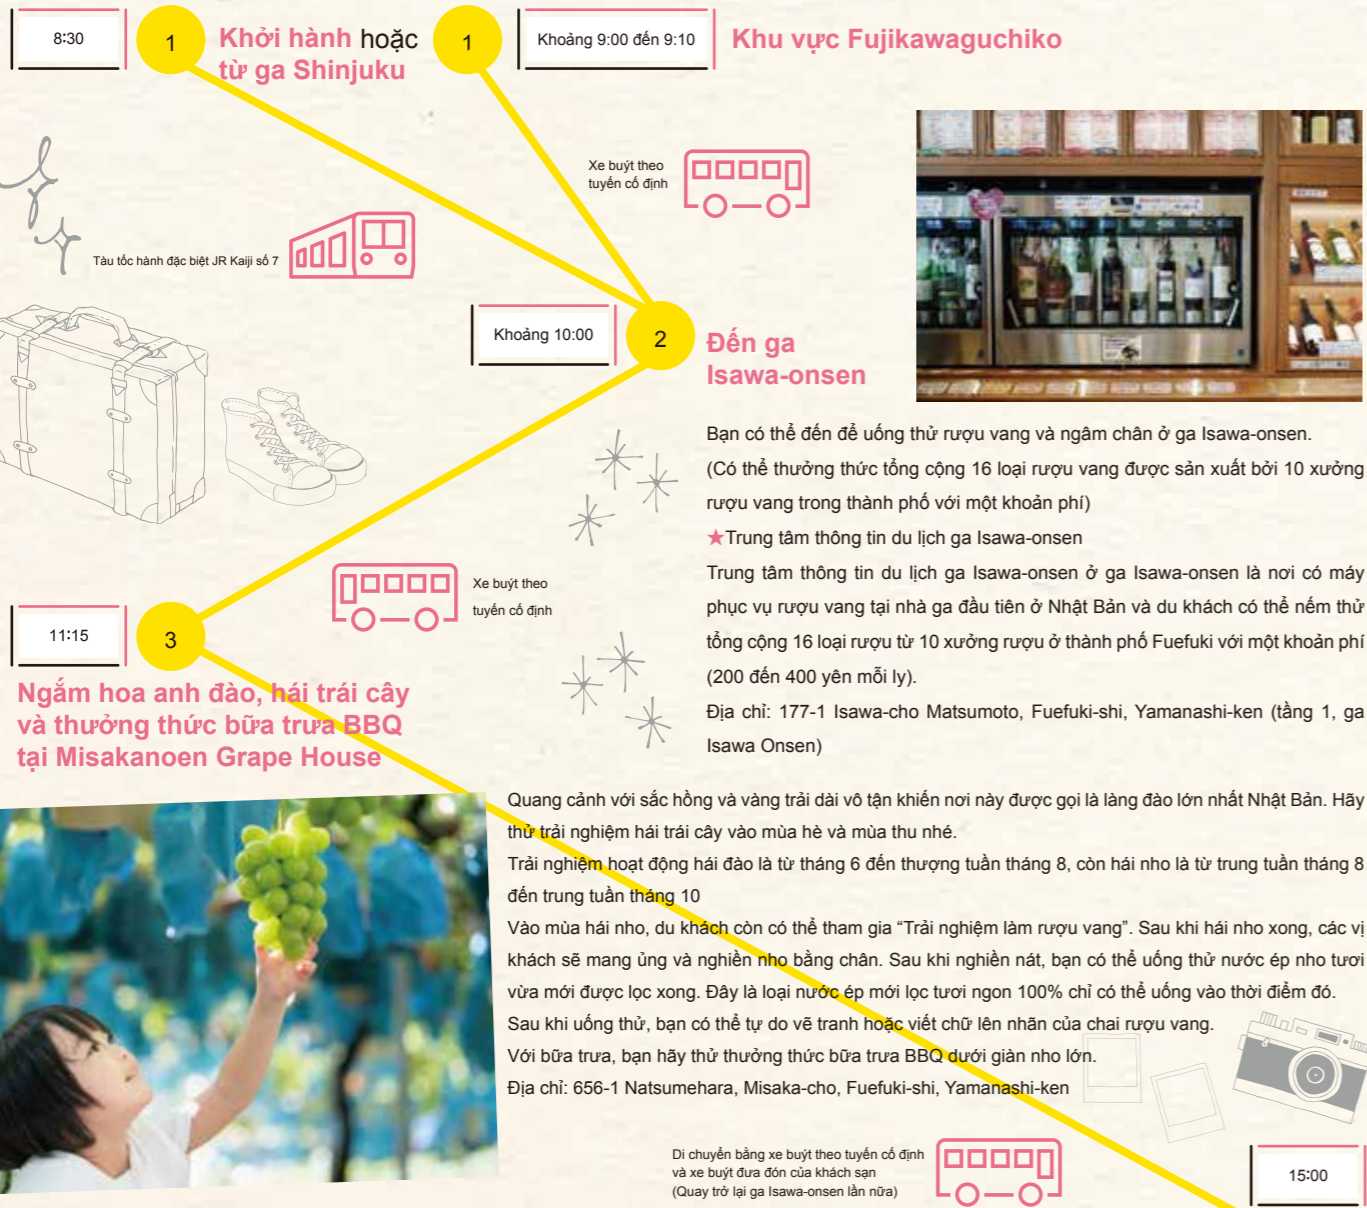 8:30
1
Khởi hành hoặc
từ ga Shinjuku
1
Khoảng 9:00 đến 9:10
Khu vực Fujikawaguchiko
Xe buýt theo
tuyến cố định
Tàu tốc hành đặc biệt JR Kaiji số 7
Khoảng 10:00
2
Đến ga
Isawa-onsen
Bạn có thể đến để uống thử rượu vang và ngâm chân ở ga Isawa-onsen.
(Có thể thưởng thức tổng cộng 16 loại rượu vang được sản xuất bởi 10 xưởng
rượu vang trong thành phố với một khoản phí)
★Trung tâm thông tin du lịch ga Isawa-onsen
Trung tâm thông tin du lịch ga Isawa-onsen ở ga Isawa-onsen là nơi có máy
phục vụ rượu vang tại nhà ga đầu tiên ở Nhật Bản và du khách có thể nếm thử
tổng cộng 16 loại rượu từ 10 xưởng rượu ở thành phố Fuefuki với một khoản phí
(200 đến 400 yên mỗi ly).
Địa chỉ: 177-1 Isawa-cho Matsumoto, Fuefuki-shi, Yamanashi-ken (tầng 1, ga
Isawa Onsen)
Xe buýt theo
tuyến cố định
11:15
3
Ngắm hoa anh đào, hái trái cây
và thưởng thức bữa trưa BBQ
tại Misakanoen Grape House
Quang cảnh với sắc hồng và vàng trải dài vô tận khiến nơi này được gọi là làng đào lớn nhất Nhật Bản. Hãy
thử trải nghiệm hái trái cây vào mùa hè và mùa thu nhé.
Trải nghiệm hoạt động hái đào là từ tháng 6 đến thượng tuần tháng 8, còn hái nho là từ trung tuần tháng 8
đến trung tuần tháng 10
Vào mùa hái nho, du khách còn có thể tham gia “Trải nghiệm làm rượu vang”. Sau khi hái nho xong, các vị
khách sẽ mang ủng và nghiền nho bằng chân. Sau khi nghiền nát, bạn có thể uống thử nước ép nho tươi
vừa mới được lọc xong. Đây là loại nước ép mới lọc tươi ngon 100% chỉ có thể uống vào thời điểm đó.
Sau khi uống thử, bạn có thể tự do vẽ tranh hoặc viết chữ lên nhãn của chai rượu vang.
Với bữa trưa, bạn hãy thử thưởng thức bữa trưa BBQ dưới giàn nho lớn.
Địa chỉ: 656-1 Natsumehara, Misaka-cho, Fuefuki-shi, Yamanashi-ken
Di chuyển bằng xe buýt theo tuyến cố định
và xe buýt đưa đón của khách sạn
(Quay trở lại ga Isawa-onsen lần nữa)
15:00